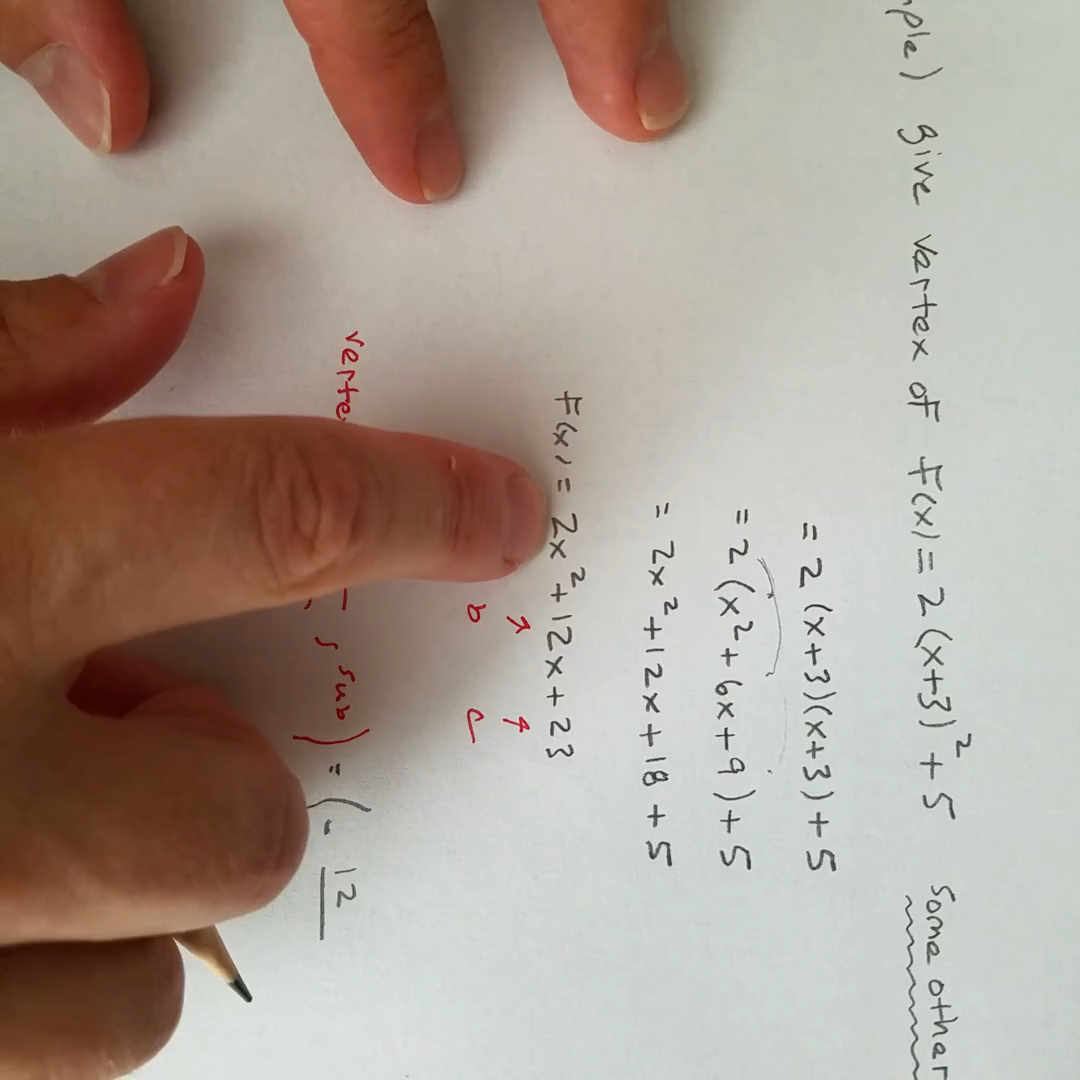 give vertex of F(x) = 2(x+3)² + 5 some other
= 2(x+3)(x+3)+5
= 2(x²+6x+9)+5
= 2x²+12x+18+5
F(x) = 2x²+12x+23
↑ ↑
b c
, sub) = (- 12